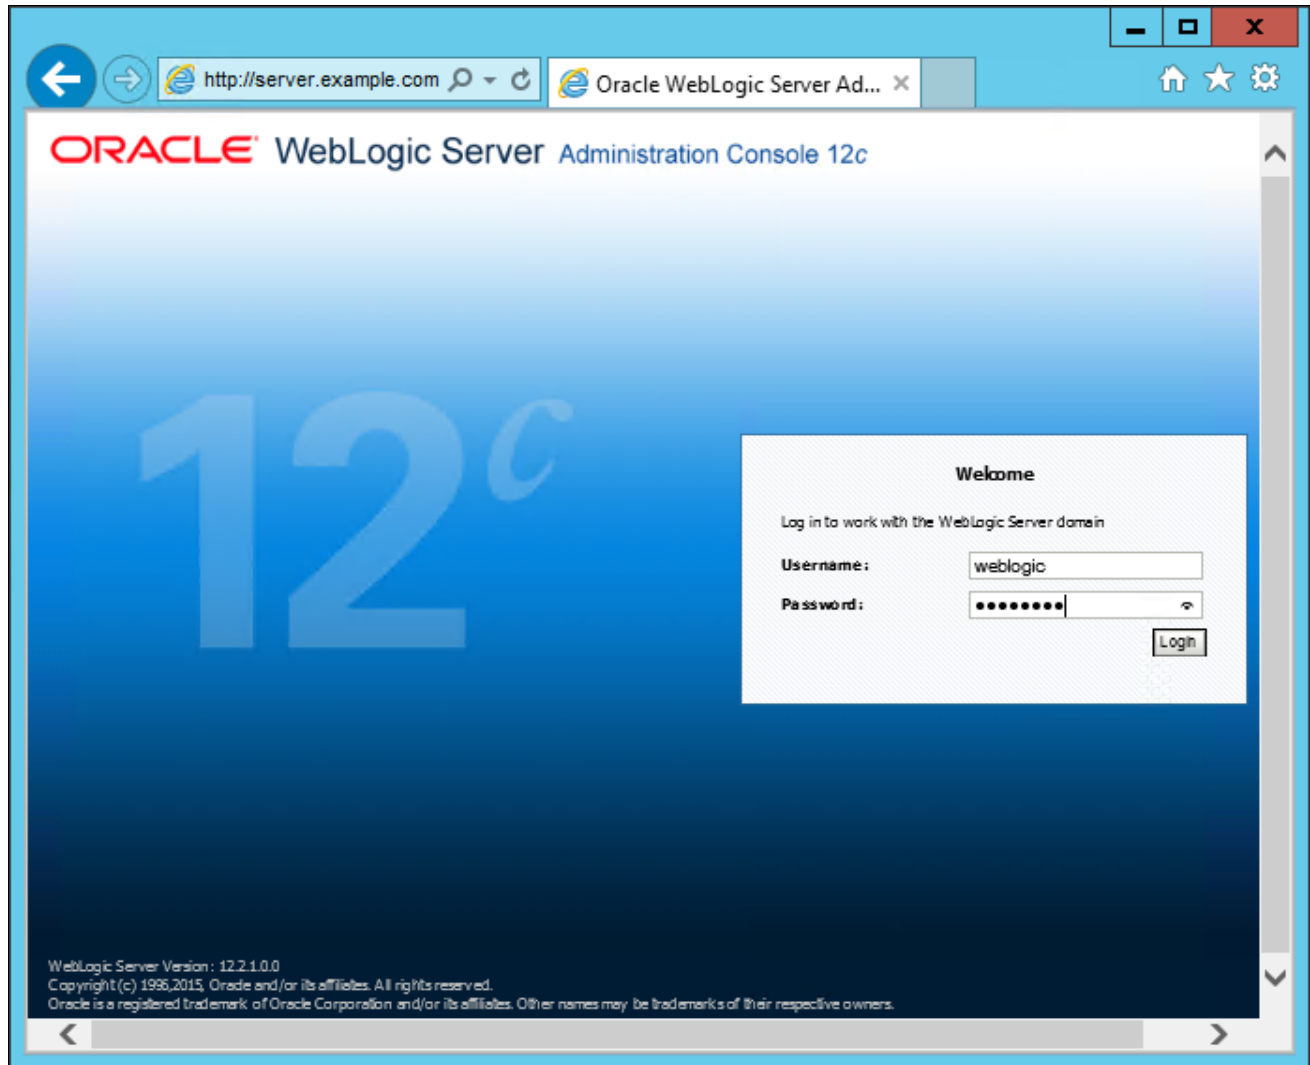 http://server.example.com
Oracle WebLogic Server Ad...
ORACLE WebLogic Server Administration Console 12c
12c
Welcome
Log in to work with the WebLogic Server domain
Username: weblogic
Password: ••••••••
Login
WebLogic Server Version: 12.2.1.0.0
Copyright (c) 1996,2015, Oracle and/or its affiliates. All rights reserved.
Oracle is a registered trademark of Oracle Corporation and/or its affiliates. Other names may be trademarks of their respective owners.